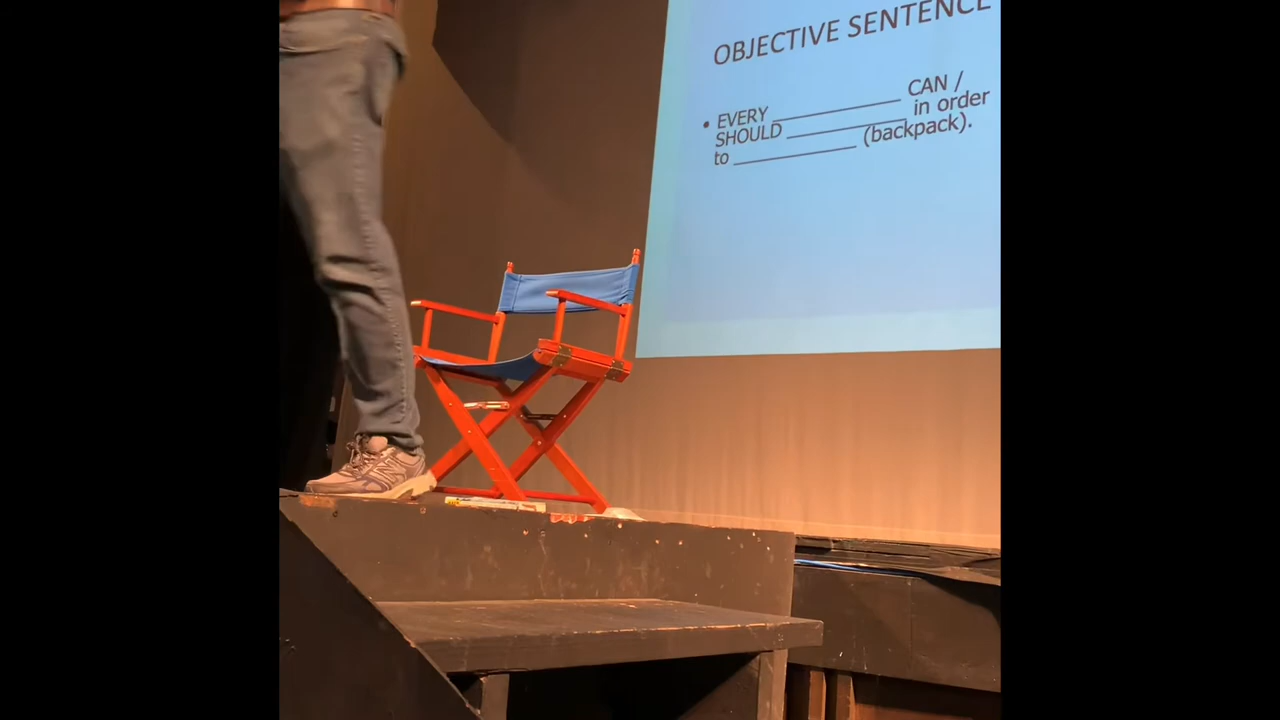 OBJECTIVE SENTENCE
• EVERY ____________ CAN /
SHOULD ____________ in order
to ____________ (backpack).
N